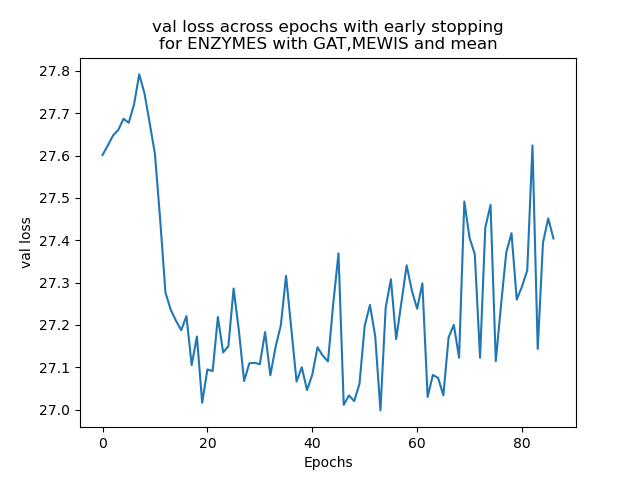 val loss across epochs with early stopping
for ENZYMES with GAT,MEWIS and mean
27.8
27.7
27.6
27.5
27.4
27.3
27.2
27.1
27.0
val loss
0 20 40 60 80
Epochs